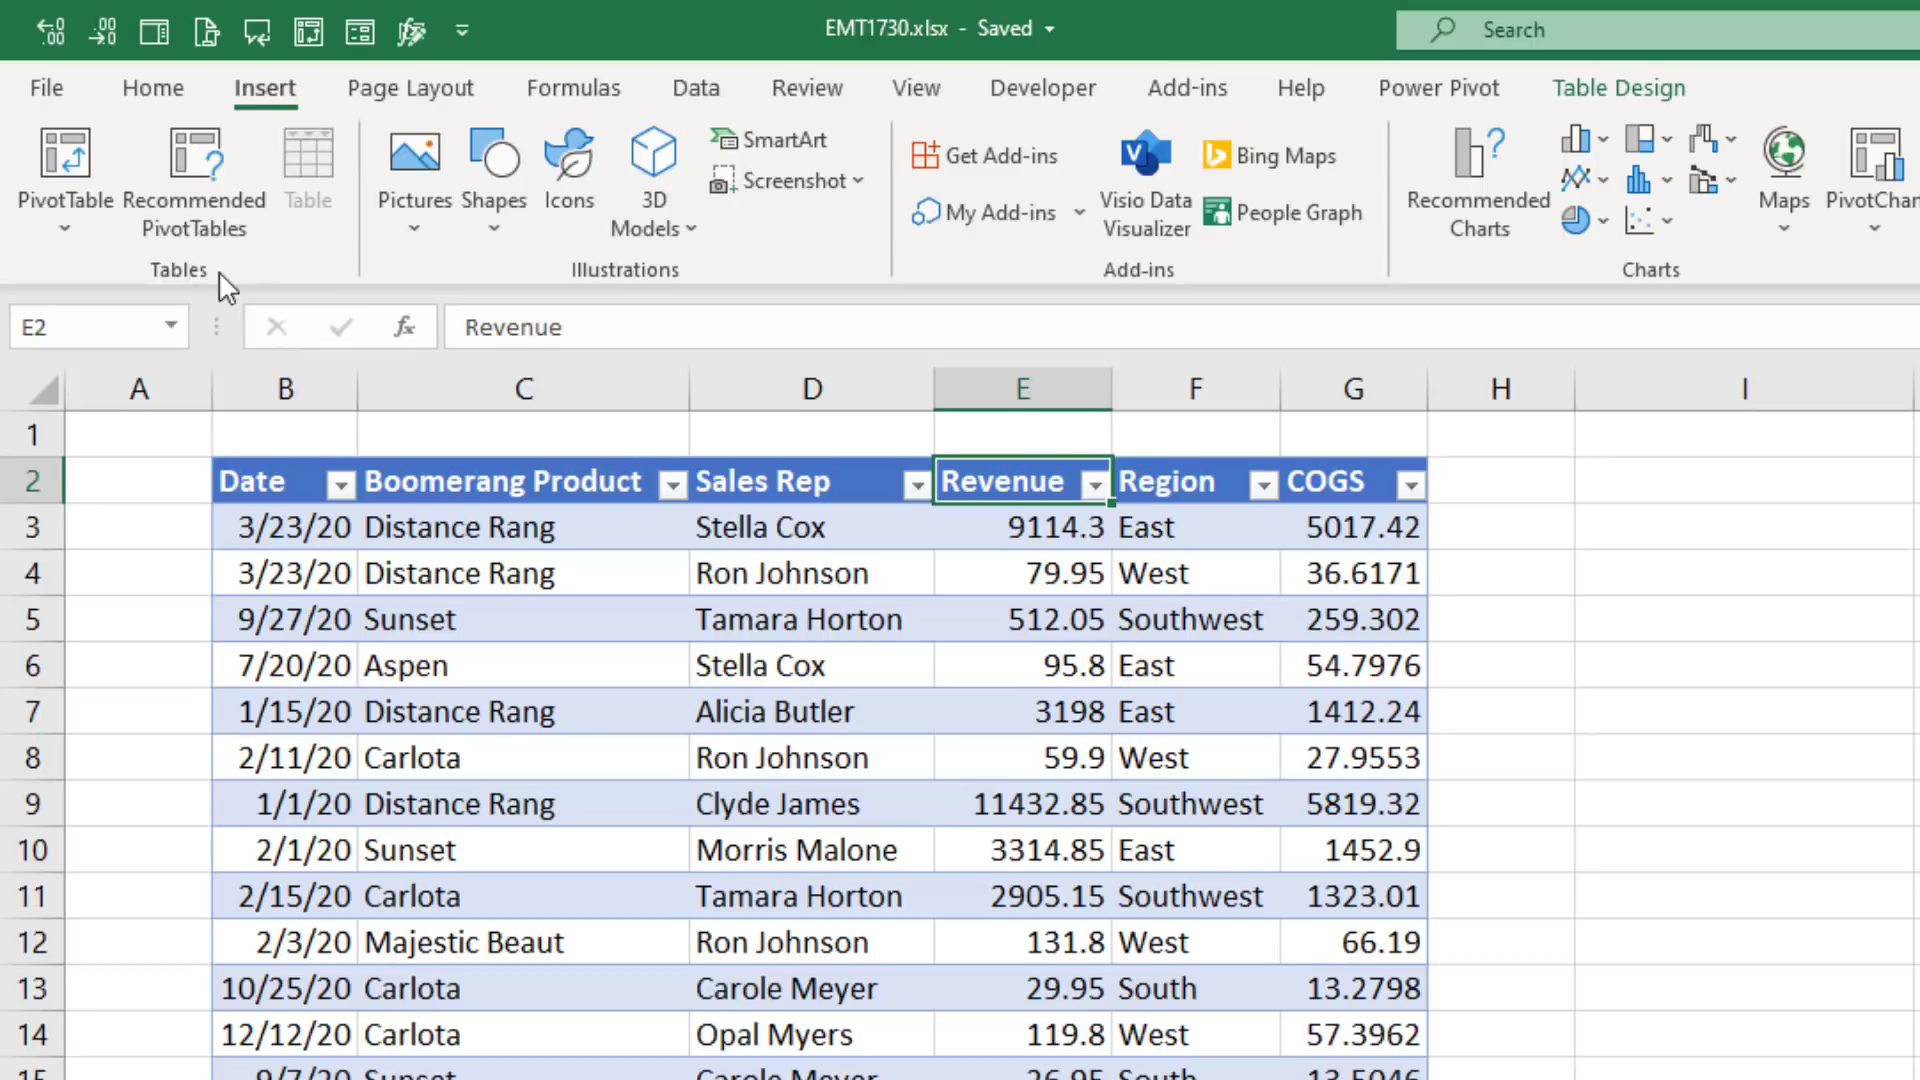 EMT1730.xlsx - Saved
Search
File Home Insert Page Layout Formulas Data Review View Developer Add-ins Help Power Pivot Table Design
PivotTable
Recommended
PivotTables
Table
Tables
Pictures
Shapes
Icons
3D
Models
SmartArt
Screenshot
Illustrations
Get Add-ins
My Add-ins
Visio Data
Visualizer
Bing Maps
People Graph
Add-ins
Recommended
Charts
Maps
PivotChar
Charts
E2
fx
Revenue
A B C D E F G H I
1
2 Date Boomerang Product Sales Rep Revenue Region COGS
3 3/23/20 Distance Rang Stella Cox 9114.3 East 5017.42
4 3/23/20 Distance Rang Ron Johnson 79.95 West 36.6171
5 9/27/20 Sunset Tamara Horton 512.05 Southwest 259.302
6 7/20/20 Aspen Stella Cox 95.8 East 54.7976
7 1/15/20 Distance Rang Alicia Butler 3198 East 1412.24
8 2/11/20 Carlota Ron Johnson 59.9 West 27.9553
9 1/1/20 Distance Rang Clyde James 11432.85 Southwest 5819.32
10 2/1/20 Sunset Morris Malone 3314.85 East 1452.9
11 2/15/20 Carlota Tamara Horton 2905.15 Southwest 1323.01
12 2/3/20 Majestic Beaut Ron Johnson 131.8 West 66.19
13 10/25/20 Carlota Carole Meyer 29.95 South 13.2798
14 12/12/20 Carlota Opal Myers 119.8 West 57.3962
15 9/7/20 Sunset Carole Meyer 26.95 South 13.5046